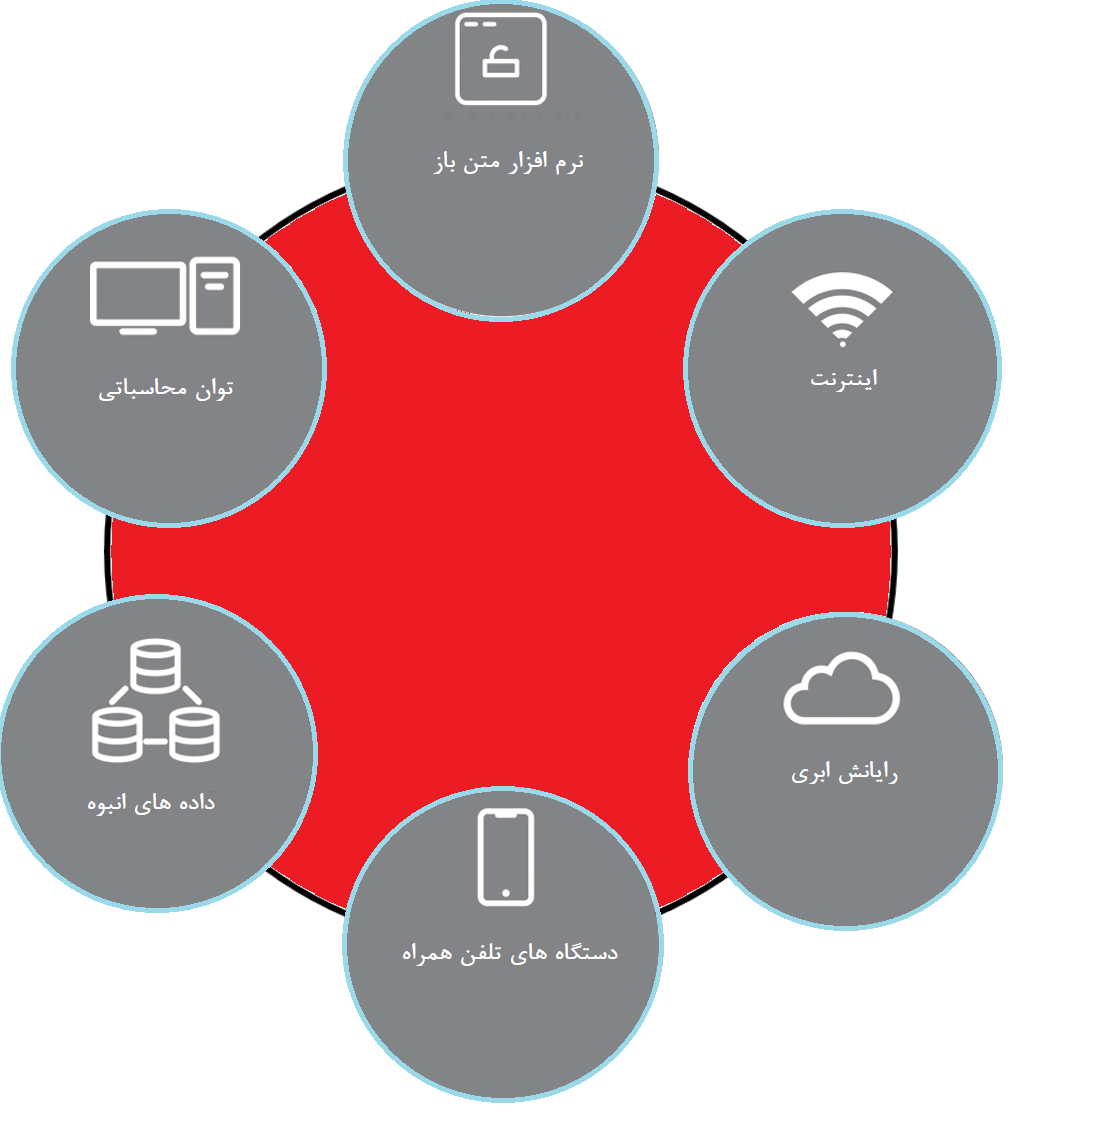 نرم افزار متن باز
اینترنت
توان محاسباتی
رایانش ابری
داده های انبوه
دستگاه های تلفن همراه